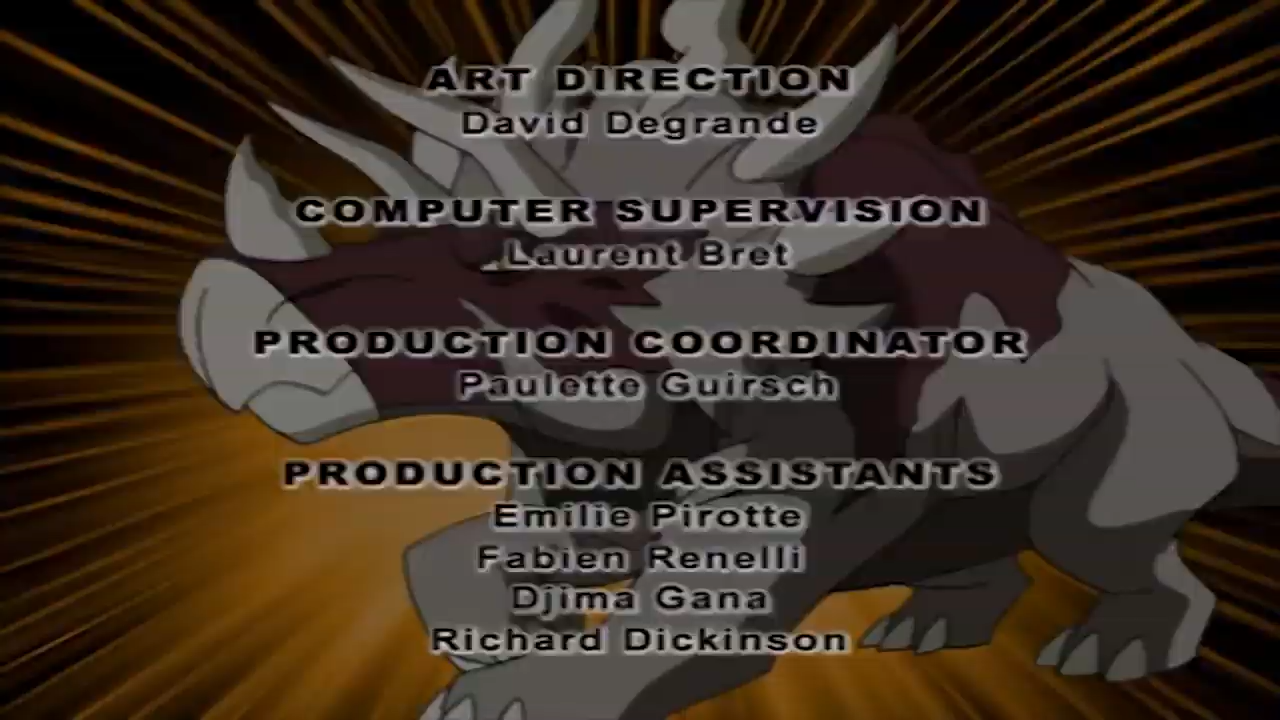 ART DIRECTION
David Degrande
COMPUTER SUPERVISION
Laurent Bret
PRODUCTION COORDINATOR
Paulette Guirsch
PRODUCTION ASSISTANTS
Emilie Pirotte
Fabien Renelli
Djima Gana
Richard Dickinson